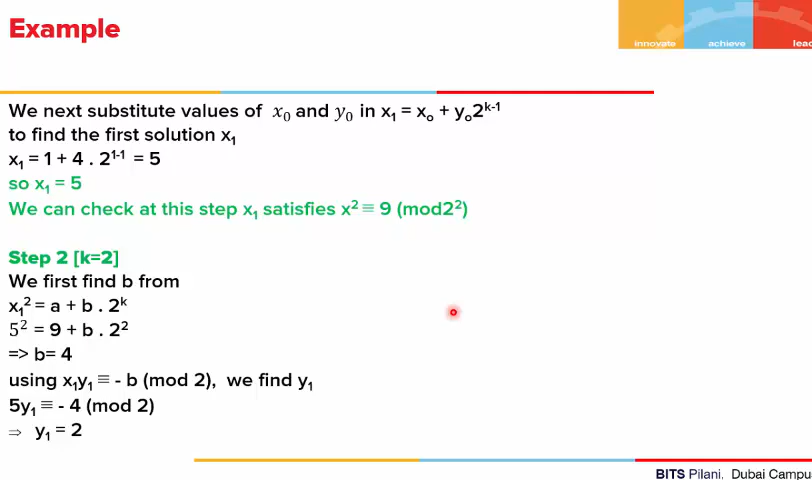 Example
innovate achieve lead
We next substitute values of x₀ and y₀ in x₁ = xₒ + yₒ2ᵏ⁻¹
to find the first solution x₁
x₁ = 1 + 4 . 2¹⁻¹ = 5
so x₁ = 5
We can check at this step x₁ satisfies x² ≡ 9 (mod2²)
Step 2 [k=2]
We first find b from
x₁² = a + b . 2ᵏ
5² = 9 + b . 2²
=> b= 4
using x₁y₁ ≡ - b (mod 2), we find y₁
5y₁ ≡ - 4 (mod 2)
⇒ y₁ = 2
BITS Pilani, Dubai Campu